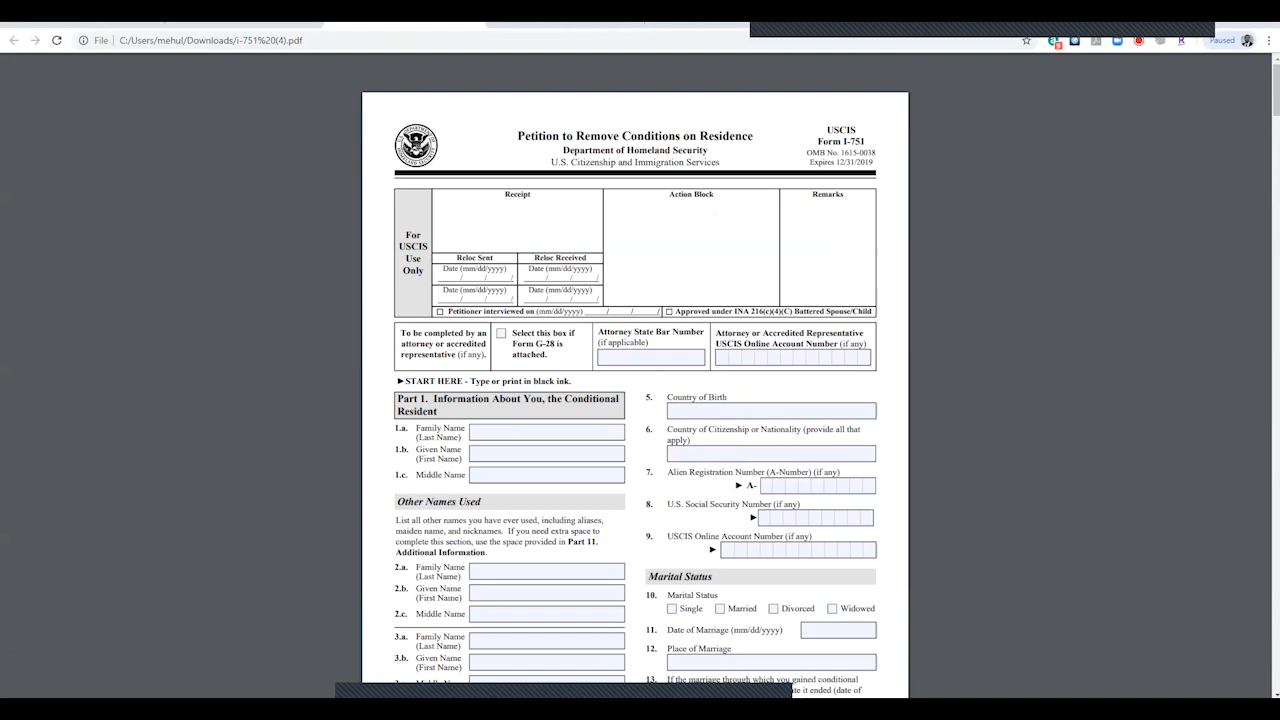 File C:/Users/mehul/Downloads/i-751%20(4).pdf
Paused
Petition to Remove Conditions on Residence
Department of Homeland Security
U.S. Citizenship and Immigration Services
USCIS
Form I-751
OMB No. 1615-0038
Expires 12/31/2019
For
USCIS
Use
Only
Receipt
Action Block
Remarks
Reloc Sent
Reloc Received
Date (mm/dd/yyyy)
Date (mm/dd/yyyy)
/ / /
/ / /
Date (mm/dd/yyyy)
Date (mm/dd/yyyy)
/ / /
/ / /
Petitioner interviewed on (mm/dd/yyyy) / / /
Approved under INA 216(c)(4)(C) Battered Spouse/Child
To be completed by an
attorney or accredited
representative (if any).
Select this box if
Form G-28 is
attached.
Attorney State Bar Number
(if applicable)
Attorney or Accredited Representative
USCIS Online Account Number (if any)
►START HERE - Type or print in black ink.
Part 1. Information About You, the Conditional
Resident
1.a. Family Name
(Last Name)
1.b. Given Name
(First Name)
1.c. Middle Name
Other Names Used
List all other names you have ever used, including aliases,
maiden name, and nicknames. If you need extra space to
complete this section, use the space provided in Part 11.
Additional Information.
2.a. Family Name
(Last Name)
2.b. Given Name
(First Name)
2.c. Middle Name
3.a. Family Name
(Last Name)
3.b. Given Name
(First Name)
5. Country of Birth
6. Country of Citizenship or Nationality (provide all that
apply)
7. Alien Registration Number (A-Number) (if any)
► A-
8. U.S. Social Security Number (if any)
►
9. USCIS Online Account Number (if any)
►
Marital Status
10. Marital Status
Single Married Divorced Widowed
11. Date of Marriage (mm/dd/yyyy)
12. Place of Marriage
13. If the marriage through which you gained conditional
it ended (date of